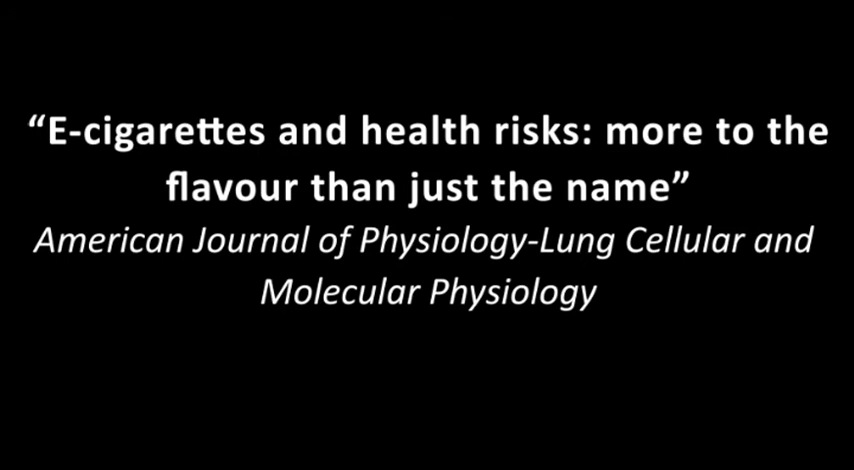 “E-cigarettes and health risks: more to the
flavour than just the name”
American Journal of Physiology-Lung Cellular and
Molecular Physiology